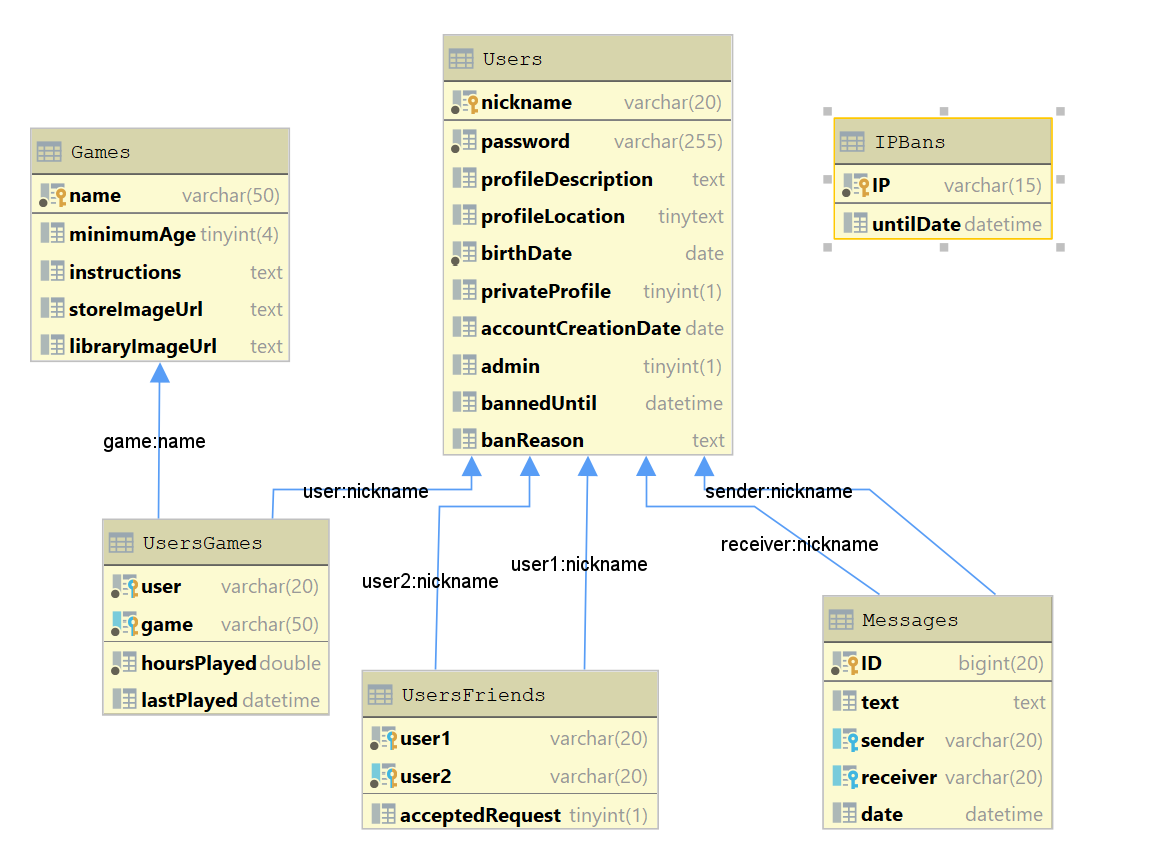 Users
nickname varchar(20)
password varchar(255)
profileDescription text
profileLocation tinytext
birthDate date
privateProfile tinyint(1)
accountCreationDate date
admin tinyint(1)
bannedUntil datetime
banReason text
Games
name varchar(50)
minimumAge tinyint(4)
instructions text
storeImageUrl text
libraryImageUrl text
IPBans
IP varchar(15)
untilDate datetime
game:name
user:nickname
sender:nickname
receiver:nickname
user1:nickname
user2:nickname
UsersGames
user varchar(20)
game varchar(50)
hoursPlayed double
lastPlayed datetime
UsersFriends
user1 varchar(20)
user2 varchar(20)
acceptedRequest tinyint(1)
Messages
ID bigint(20)
text text
sender varchar(20)
receiver varchar(20)
date datetime